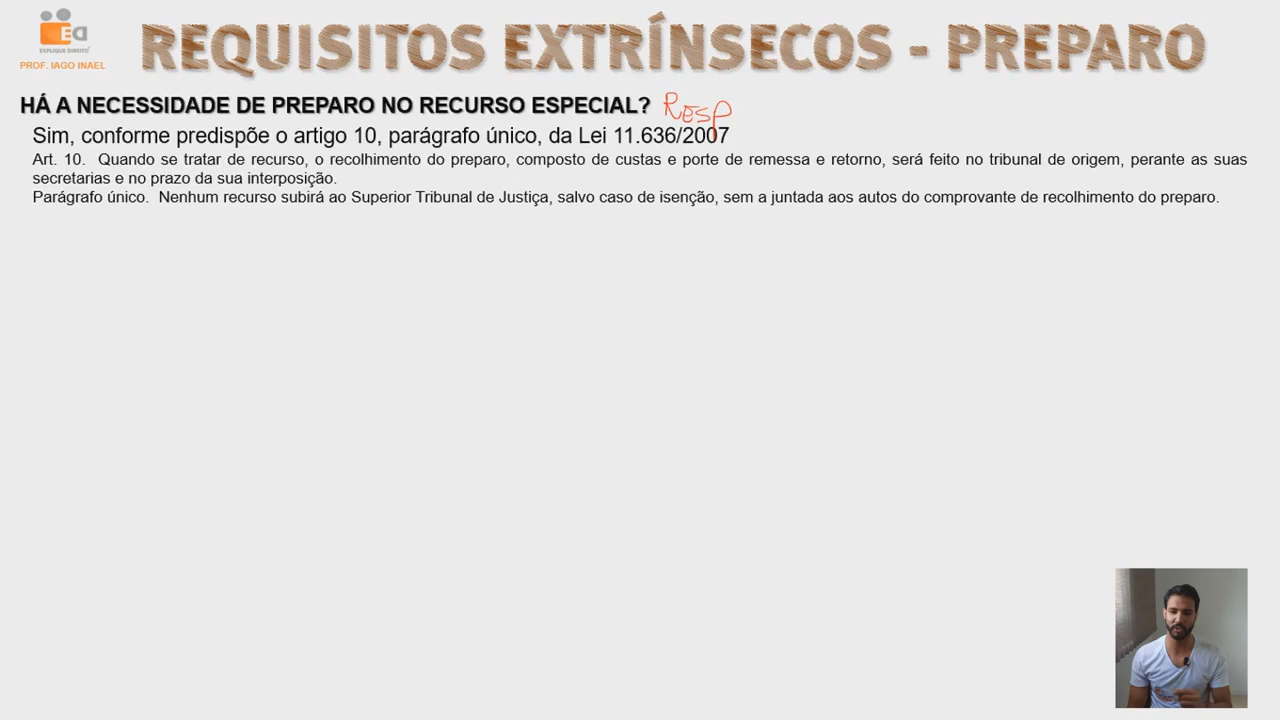 REQUISITOS EXTRÍNSECOS - PREPARO
ED
EXPLIQUE DIREITO
PROF. IAGO INAEL
HÁ A NECESSIDADE DE PREPARO NO RECURSO ESPECIAL? RESP
Sim, conforme predispõe o artigo 10, parágrafo único, da Lei 11.636/2007
Art. 10. Quando se tratar de recurso, o recolhimento do preparo, composto de custas e porte de remessa e retorno, será feito no tribunal de origem, perante as suas
secretarias e no prazo da sua interposição.
Parágrafo único. Nenhum recurso subirá ao Superior Tribunal de Justiça, salvo caso de isenção, sem a juntada aos autos do comprovante de recolhimento do preparo.